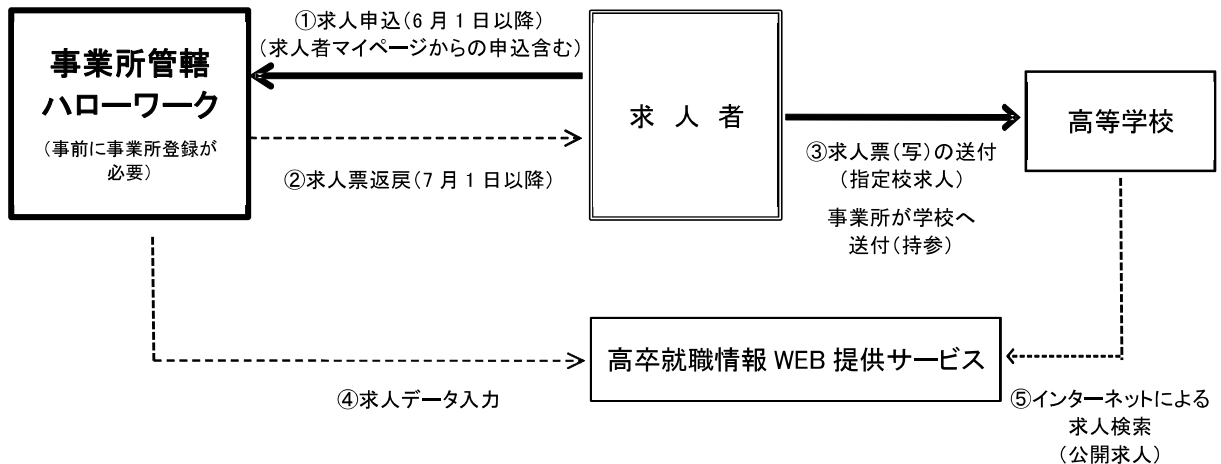 ①求人申込(6月1日以降)
(求人者マイページからの申込含む)
事業所管轄
ハローワーク
(事前に事業所登録が
必要)
②求人票返戻(7月1日以降)
求人者
③求人票(写)の送付
(指定校求人)
事業所が学校へ
送付(持参)
高等学校
高卒就職情報 WEB 提供サービス
④求人データ入力
⑤インターネットによる
求人検索
(公開求人)